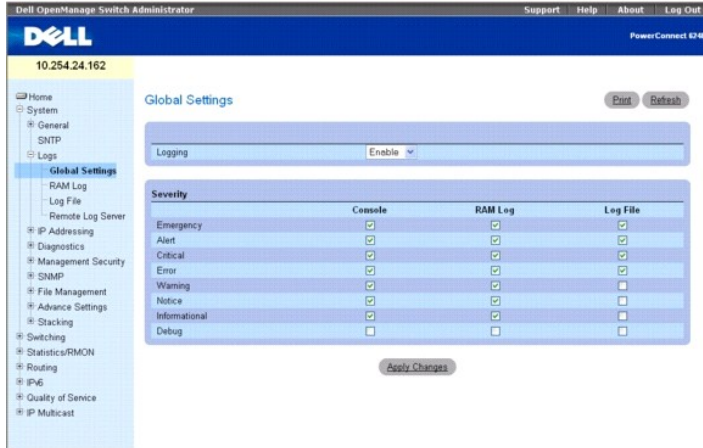 Dell OpenManage Switch Administrator
Support Help About Log Out
DELL
PowerConnect
10.254.24.162
Home
System
General
SNTP
Logs
Global Settings
RAM Log
Log File
Remote Log Server
IP Addressing
Diagnostics
Management Security
SNMP
File Management
Advance Settings
Stacking
Switching
Statistics/RMON
Routing
IPv6
Quality of Service
IP Multicast
Global Settings
Print Refresh
Logging Enable
Severity
Console RAM Log Log File
Emergency
Alert
Critical
Error
Warning
Notice
Informational
Debug
Apply Changes